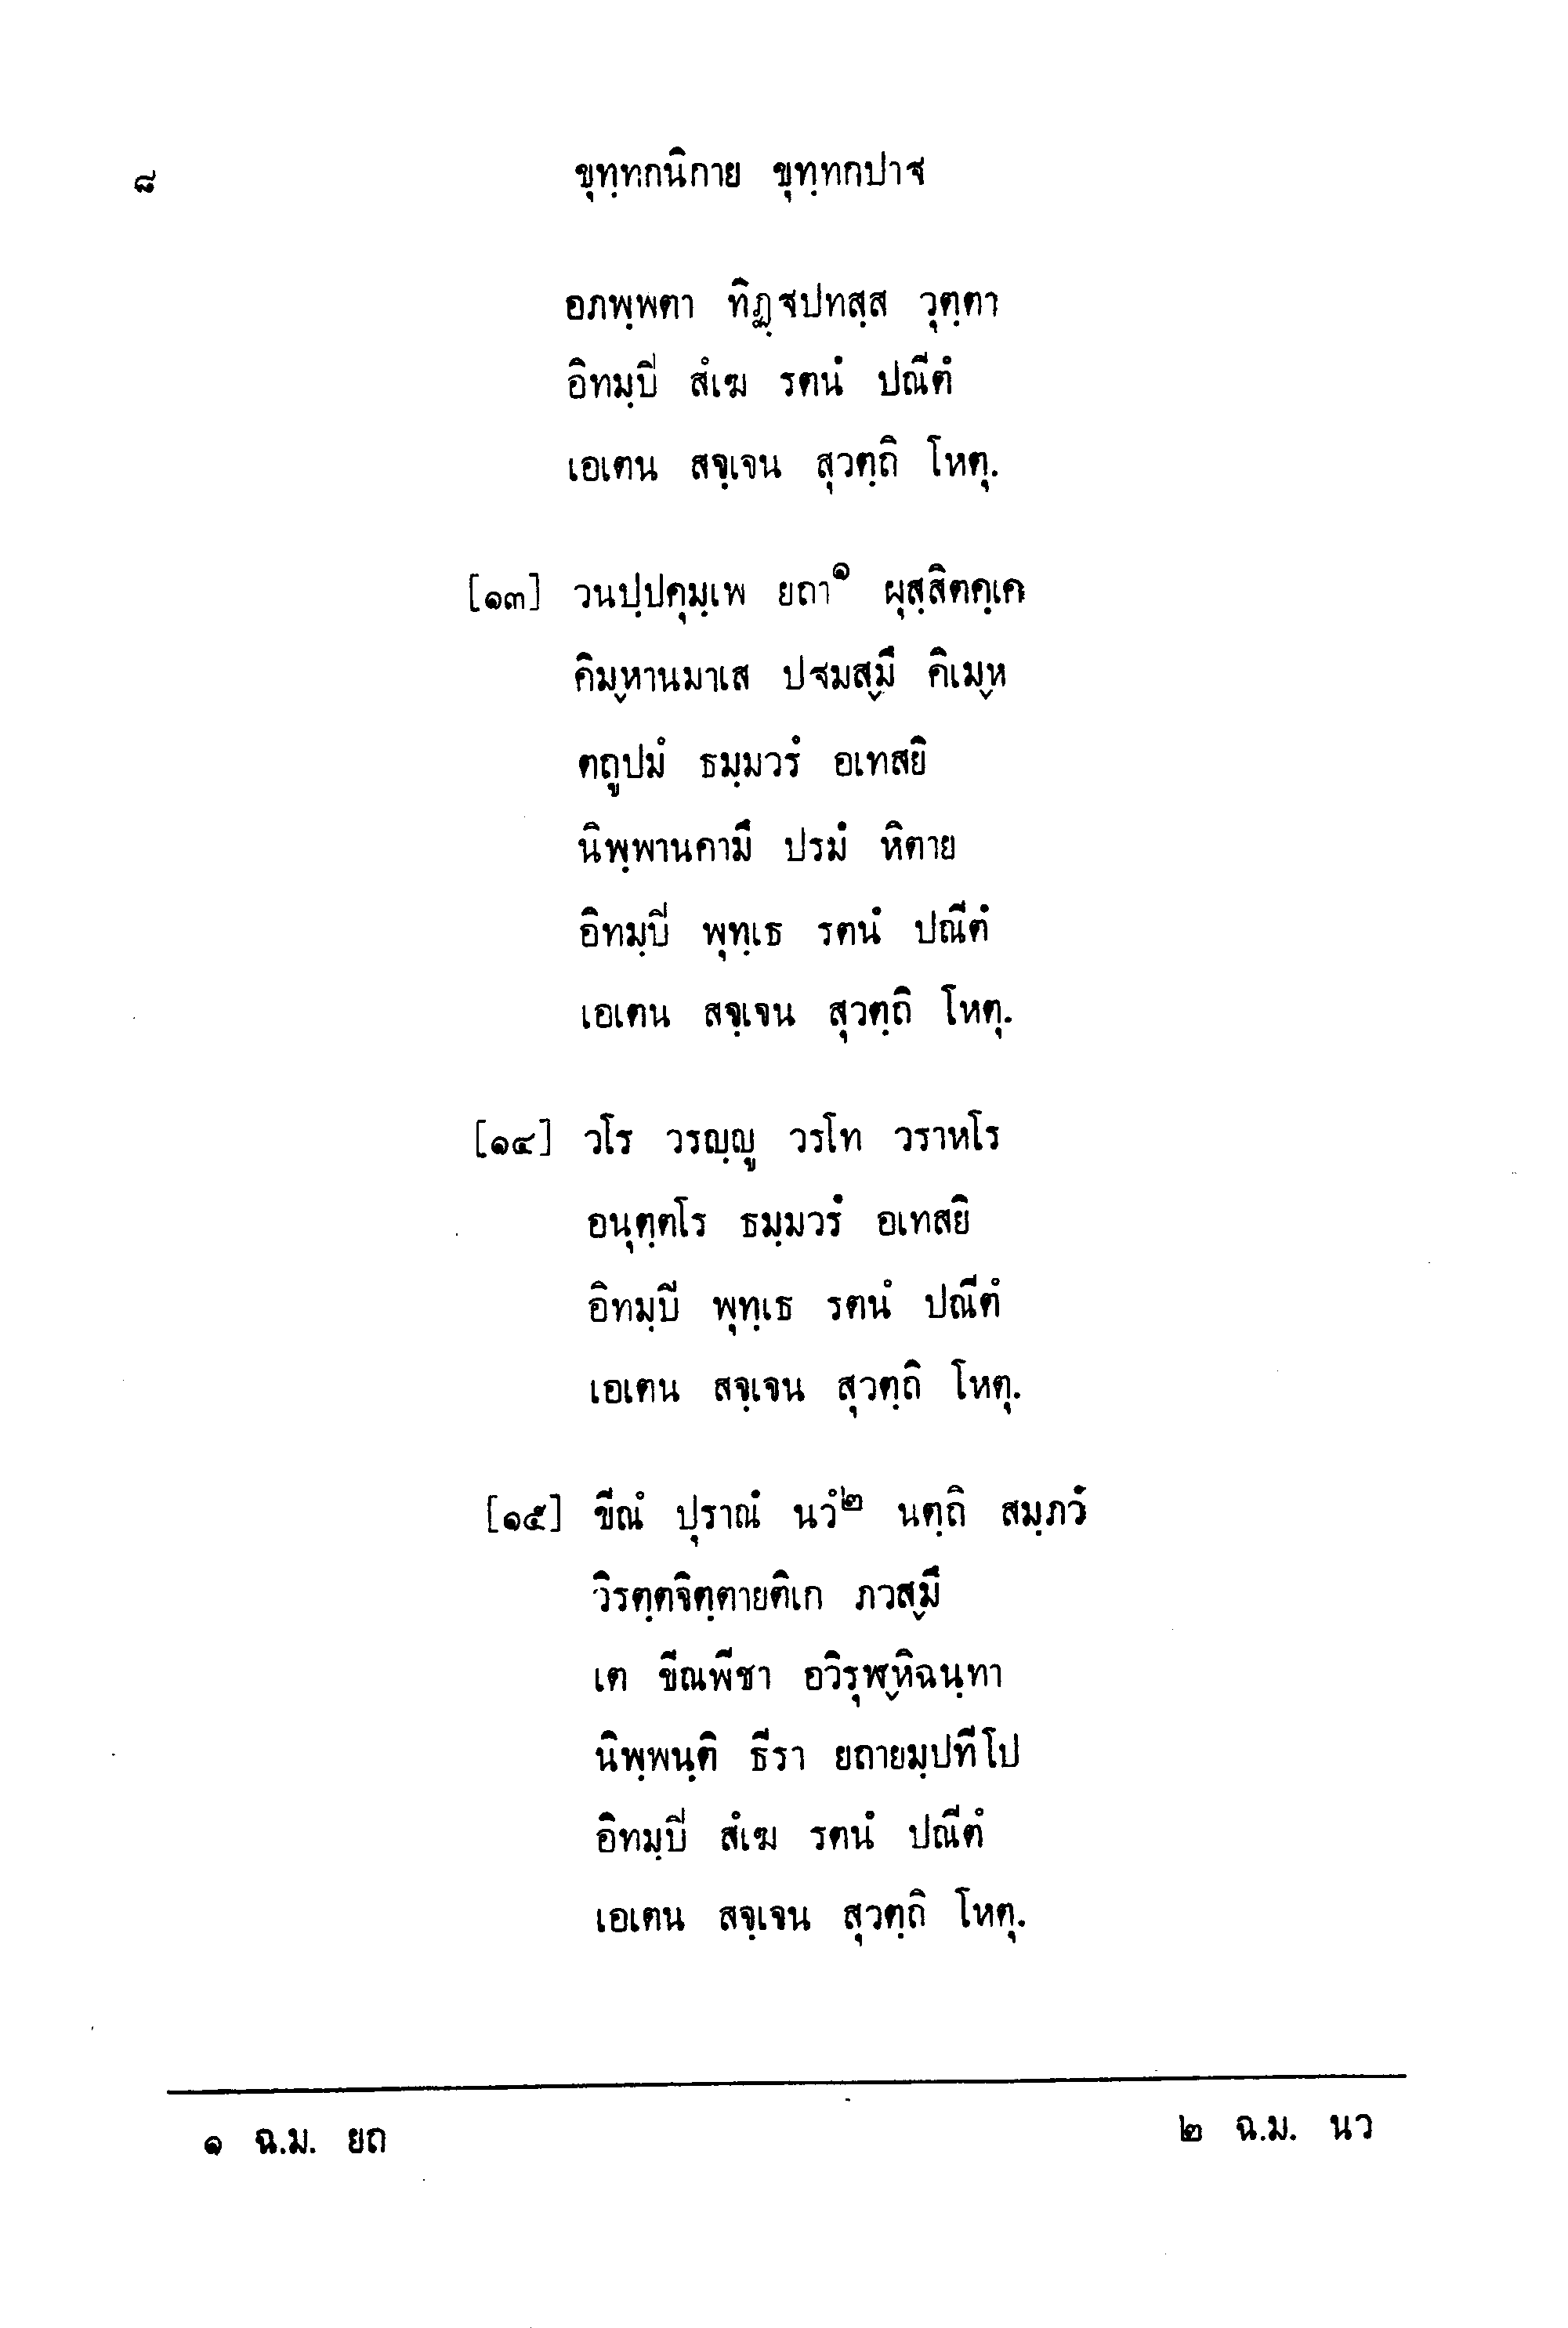 ๘ ขุทฺทกนิกาย ขุทฺทกปาฐ
อภพฺพตา ทิฏฺฐปทสฺส วุตฺตา
อิทมฺปิ สํเฆ รตนํ ปณีตํ
เอเตน สจฺเจน สุวตฺถิ โหตุ.
[๑๓] วนปฺปคุมฺเพ ยถา๑ ผุสฺสิตคฺเค
คิมฺหานมาเส ปฐมสฺมึ คิเมฺห
ตถูปมํ ธมฺมวรํ อเทสยิ
นิพฺพานคามึ ปรมํ หิตาย
อิทมฺปิ พุทฺเธ รตนํ ปณีตํ
เอเตน สจฺเจน สุวตฺถิ โหตุ.
[๑๔] วโร วรญฺญู วรโท วราหโร
อนุตฺตโร ธมฺมวรํ อเทสยิ
อิทมฺปิ พุทฺเธ รตนํ ปณีตํ
เอเตน สจฺเจน สุวตฺถิ โหตุ.
[๑๕] ขีณํ ปุราณํ นวํ๒ นตฺถิ สมฺภวํ
วิรตฺตจิตฺตายติเก ภวสฺมึ
เต ขีณพีชา อวิรุฬฺหิฉนฺทา
นิพฺพนฺติ ธีรา ยถายมฺปทีโป
อิทมฺปิ สํเฆ รตนํ ปณีตํ
เอเตน สจฺเจน สุวตฺถิ โหตุ.
๑ ฉ.ม. ยถ ๒ ฉ.ม. นว